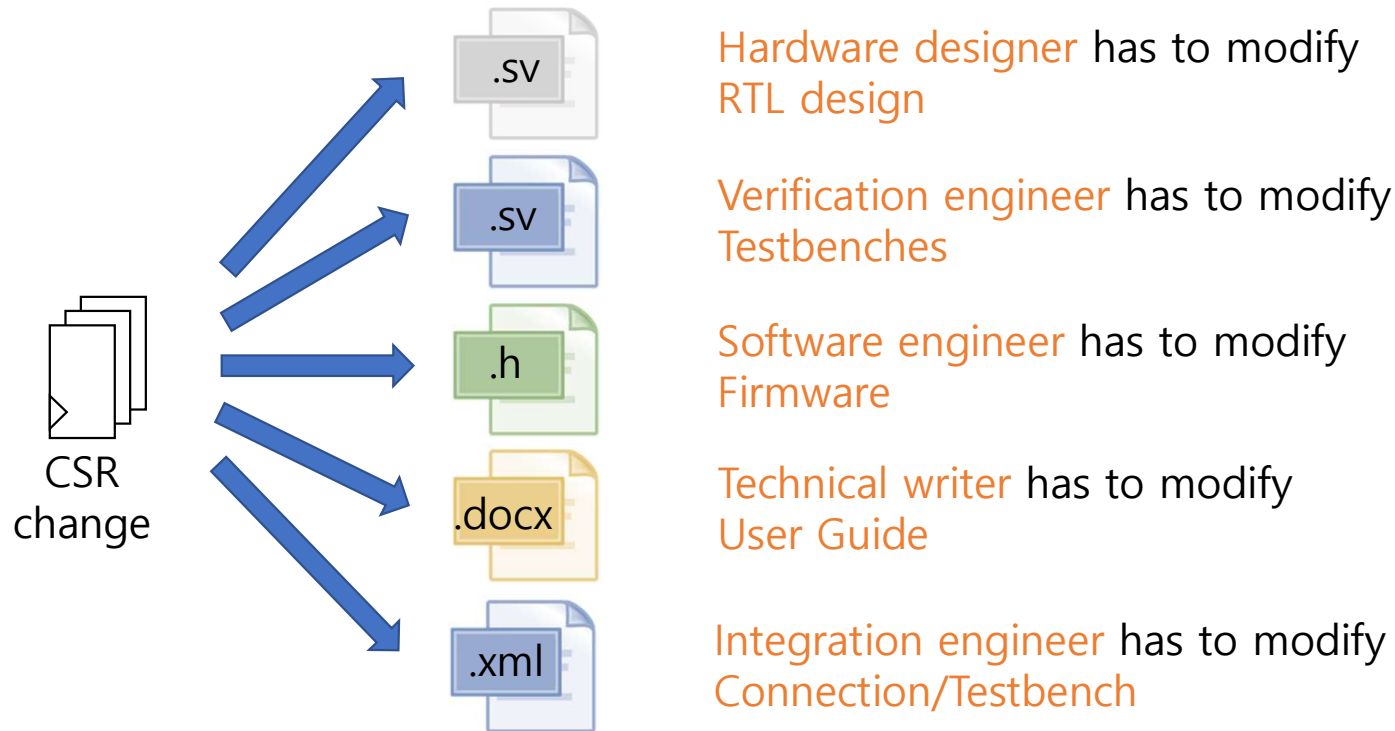 .sv
Hardware designer has to modify
RTL design
.sv
Verification engineer has to modify
Testbenches
.h
Software engineer has to modify
Firmware
CSR
change
.docx
Technical writer has to modify
User Guide
.xml
Integration engineer has to modify
Connection/Testbench